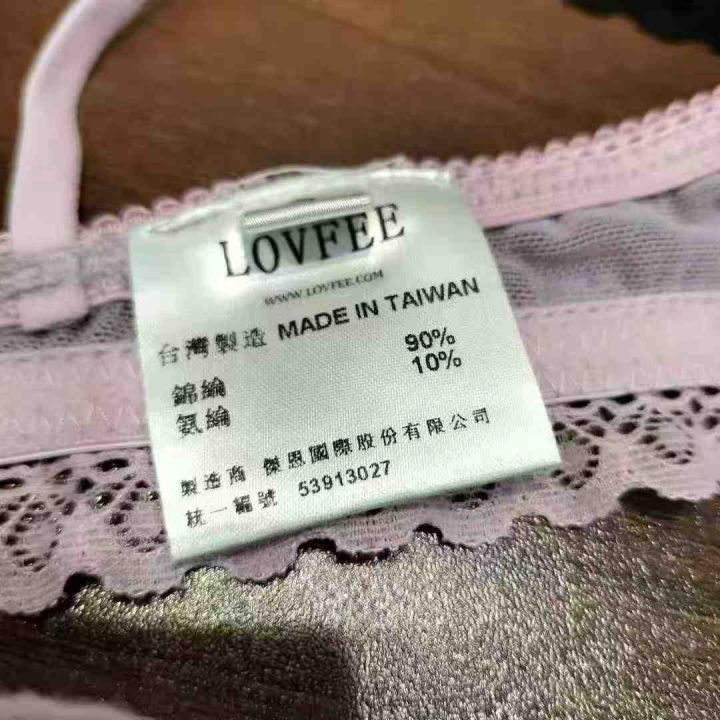 LOVFEE
WWW.LOVFEE.COM
台灣製造 MADE IN TAIWAN
錦綸 90%
氨綸 10%
製造商 傑恩國際股份有限公司
統一編號 53913027